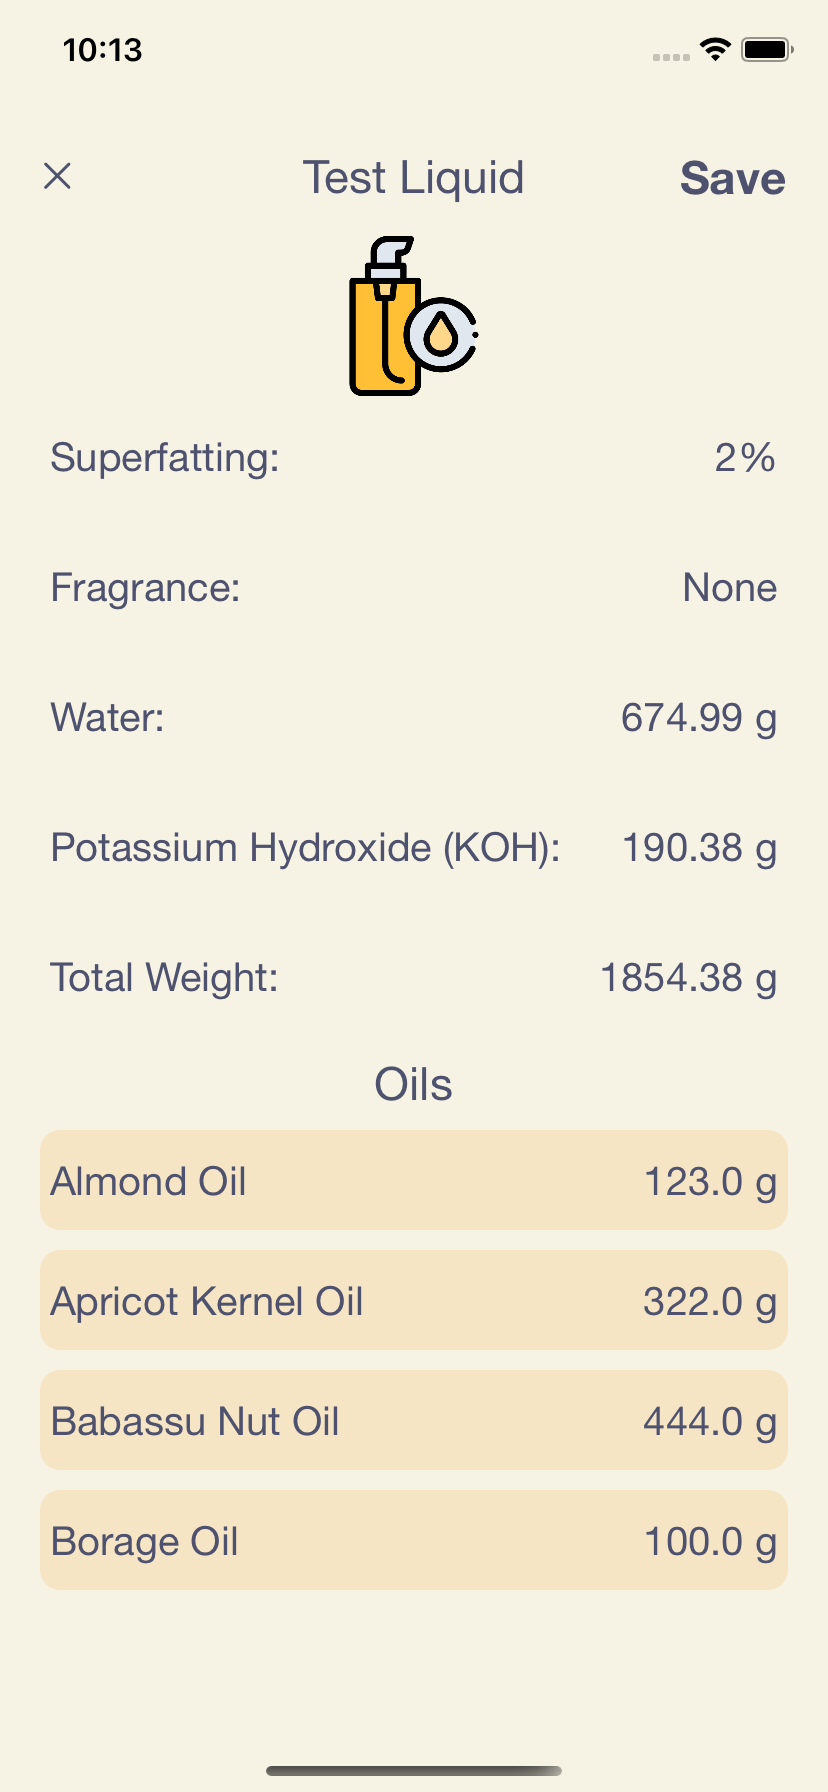 10:13
Test Liquid
Save
Superfatting: 2%
Fragrance: None
Water: 674.99 g
Potassium Hydroxide (KOH): 190.38 g
Total Weight: 1854.38 g
Oils
Almond Oil 123.0 g
Apricot Kernel Oil 322.0 g
Babassu Nut Oil 444.0 g
Borage Oil 100.0 g